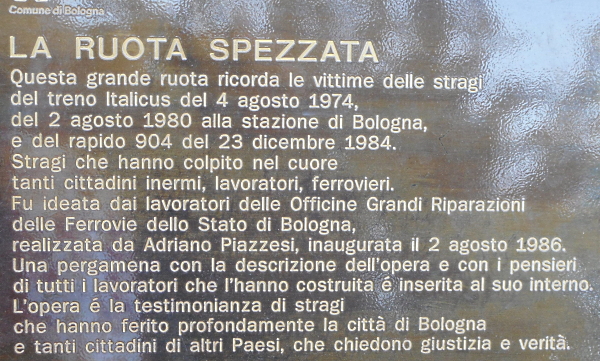 Comune di Bologna
LA RUOTA SPEZZATA
Questa grande ruota ricorda le vittime delle stragi
del treno Italicus del 4 agosto 1974,
del 2 agosto 1980 alla stazione di Bologna,
e del rapido 904 del 23 dicembre 1984.
Stragi che hanno colpito nel cuore
tanti cittadini inermi, lavoratori, ferrovieri.
Fu ideata dai lavoratori delle Officine Grandi Riparazioni
delle Ferrovie dello Stato di Bologna,
realizzata da Adriano Piazzesi, inaugurata il 2 agosto 1986.
Una pergamena con la descrizione dell'opera e con i pensieri
di tutti i lavoratori che l'hanno costruita é inserita al suo interno.
L'opera é la testimonianza di stragi
che hanno ferito profondamente la città di Bologna
e tanti cittadini di altri Paesi, che chiedono giustizia e verità.